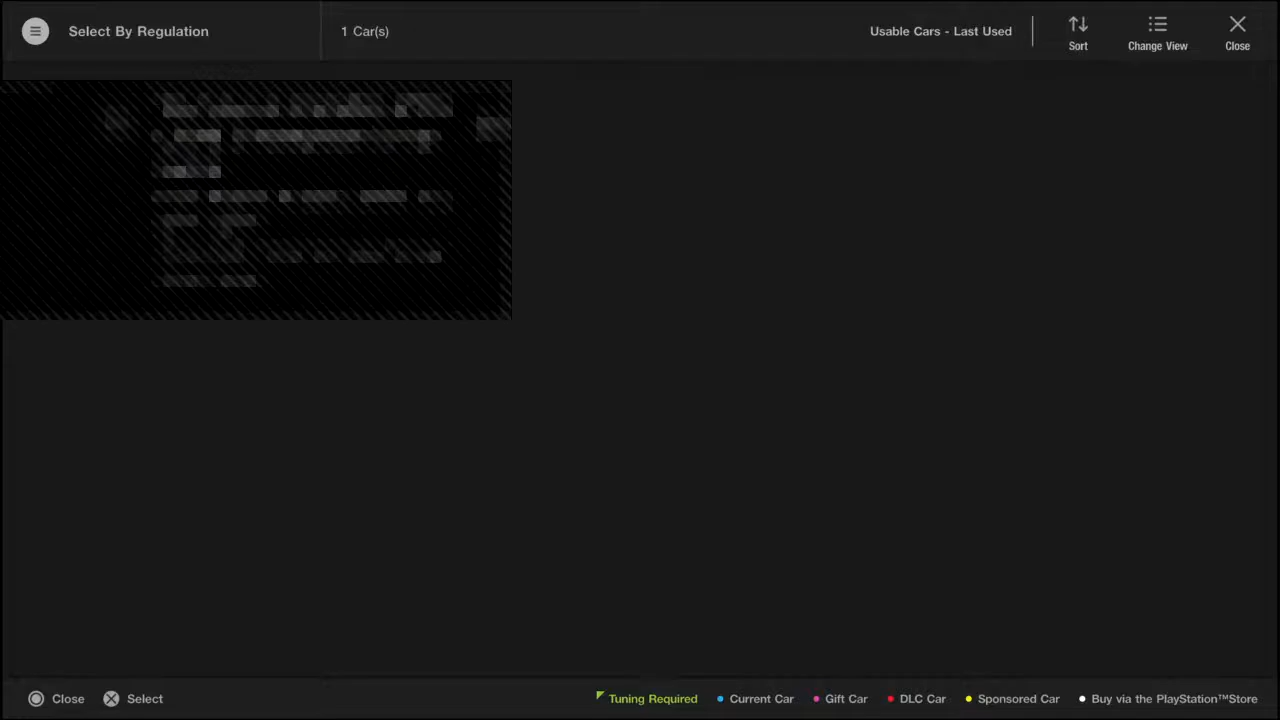 Select By Regulation
1 Car(s)
Usable Cars - Last Used
Sort
Change View
Close
Close
Select
Tuning Required
Current Car
Gift Car
DLC Car
Sponsored Car
Buy via the PlayStation™Store